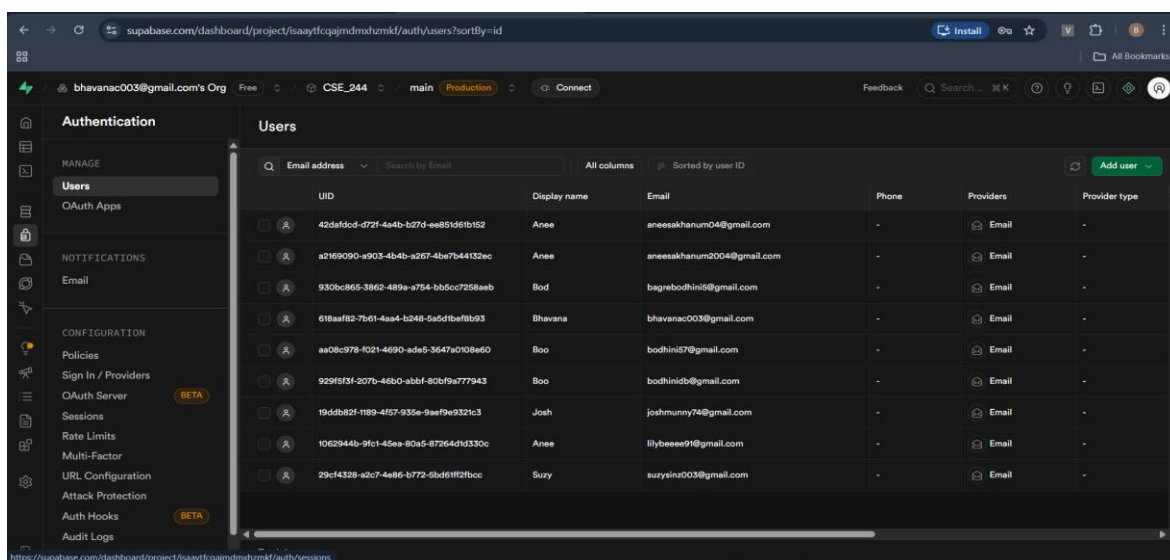 supabase.com/dashboard/project/isaaytfcqajmdmxhzmkf/auth/users?sortBy=id
Install
V
B
All Bookmarks
bhavanac003@gmail.com's Org Free / CSE_244 / main Production Connect
Feedback
Search... ⌘K
Authentication
MANAGE
Users
OAuth Apps
NOTIFICATIONS
Email
CONFIGURATION
Policies
Sign In / Providers
OAuth Server BETA
Sessions
Rate Limits
Multi-Factor
URL Configuration
Attack Protection
Auth Hooks BETA
Audit Logs
Users
Email address Search by Email All columns Sorted by user ID Add user
UID Display name Email Phone Providers Provider type
42dafdcd-d72f-4a4b-b27d-ee851d61b152 Anee aneesakhanum04@gmail.com - Email -
a2169090-a903-4b4b-a267-4be7b44132ec Anee aneesakhanum2004@gmail.com - Email -
930bc865-3862-489a-a754-bb5cc7258aeb Bod bagrebodhini5@gmail.com - Email -
618aaf82-7b61-4aa4-b248-5a5d1bef8b93 Bhavana bhavanac003@gmail.com - Email -
aa08c978-f021-4690-ade5-3647a0108e60 Boo bodhini57@gmail.com - Email -
929f5f3f-207b-46b0-abbf-80bf9a777943 Boo bodhinidb@gmail.com - Email -
19ddb82f-1189-4f57-935e-9aef9e9321c3 Josh joshmunny74@gmail.com - Email -
1062944b-9fc1-45ea-80a5-87264d1d330c Anee lilybeeee91@gmail.com - Email -
29cf4328-a2c7-4e86-b772-5bd61ff2fbcc Suzy suzysinz003@gmail.com - Email -
https://supabase.com/dashboard/project/isaaytfcqajmdmxhzmkf/auth/sessions